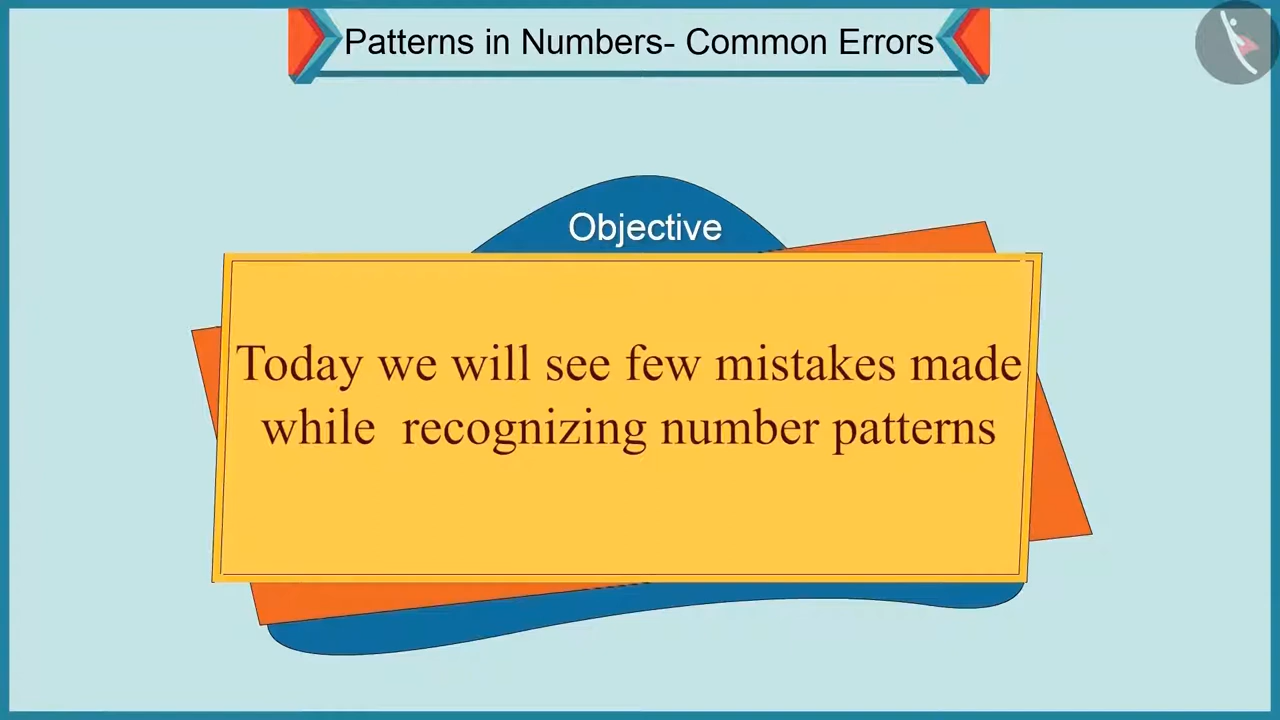 Patterns in Numbers- Common Errors
Objective
Today we will see few mistakes made
while recognizing number patterns